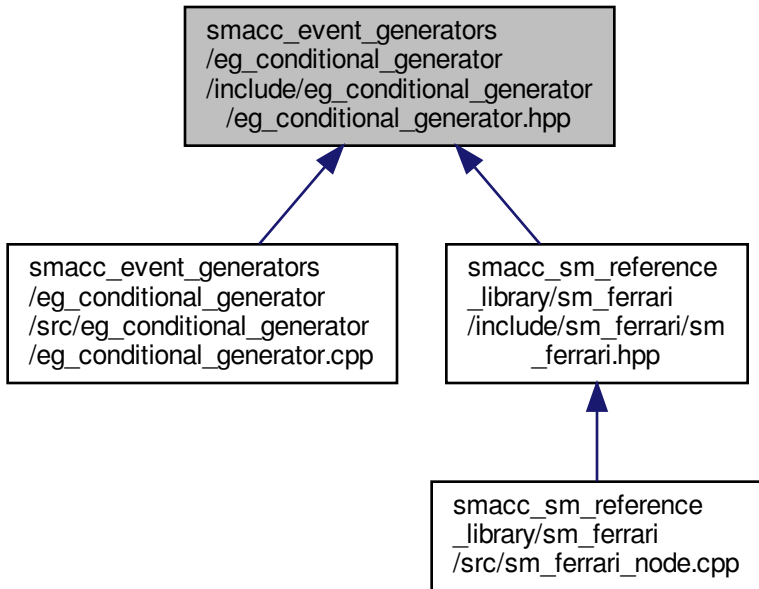 smacc_event_generators
/eg_conditional_generator
/include/eg_conditional_generator
/eg_conditional_generator.hpp
smacc_event_generators
/eg_conditional_generator
/src/eg_conditional_generator
/eg_conditional_generator.cpp
smacc_sm_reference
_library/sm_ferrari
/include/sm_ferrari/sm
_ferrari.hpp
smacc_sm_reference
_library/sm_ferrari
/src/sm_ferrari_node.cpp